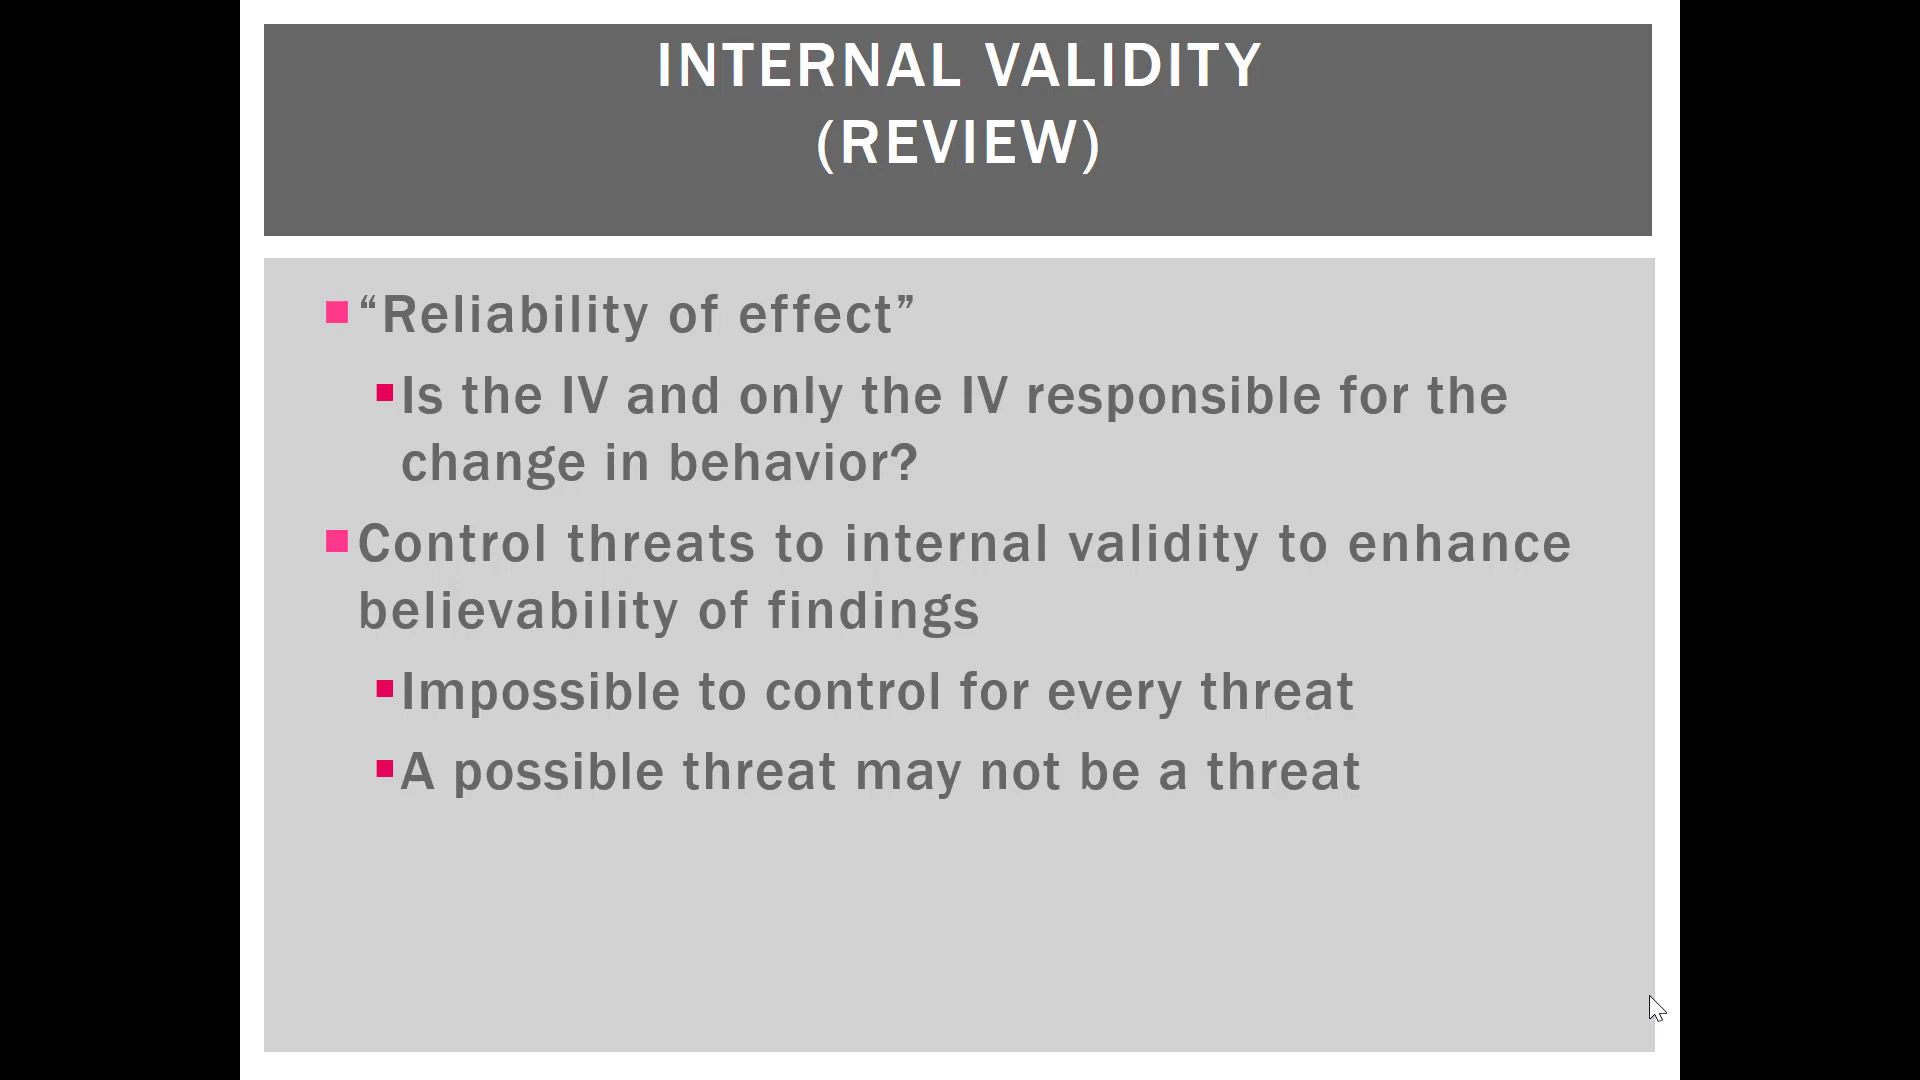 INTERNAL VALIDITY
(REVIEW)
“Reliability of effect”
Is the IV and only the IV responsible for the
change in behavior?
Control threats to internal validity to enhance
believability of findings
Impossible to control for every threat
A possible threat may not be a threat